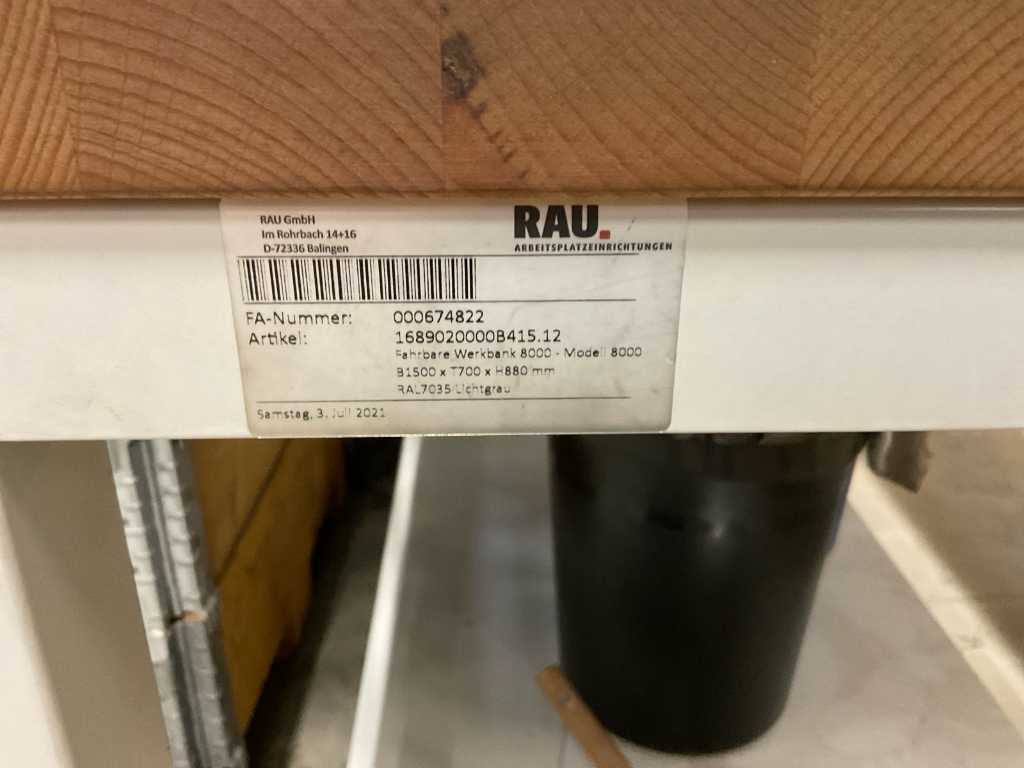 RAU GmbH
Im Rohrbach 14+16
D-72336 Balingen
RAU.
ARBEITSPLATZEINRICHTUNGEN
FA-Nummer: 000674822
Artikel: 1689020000B415.12
Fahrbare Werkbank 8000 - Modell 8000
B1500 x T700 x H880 mm
RAL7035 Lichtgrau
Samstag, 3. Juli 2021